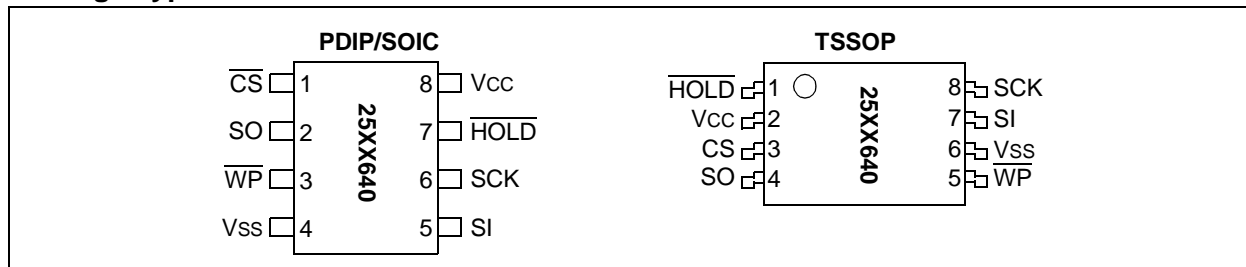 PDIP/SOIC
CS 1 8 VCC
SO 2 7 HOLD
WP 3 6 SCK
VSS 4 5 SI
25XX640
TSSOP
HOLD 1 8 SCK
VCC 2 7 SI
CS 3 6 VSS
SO 4 5 WP
25XX640